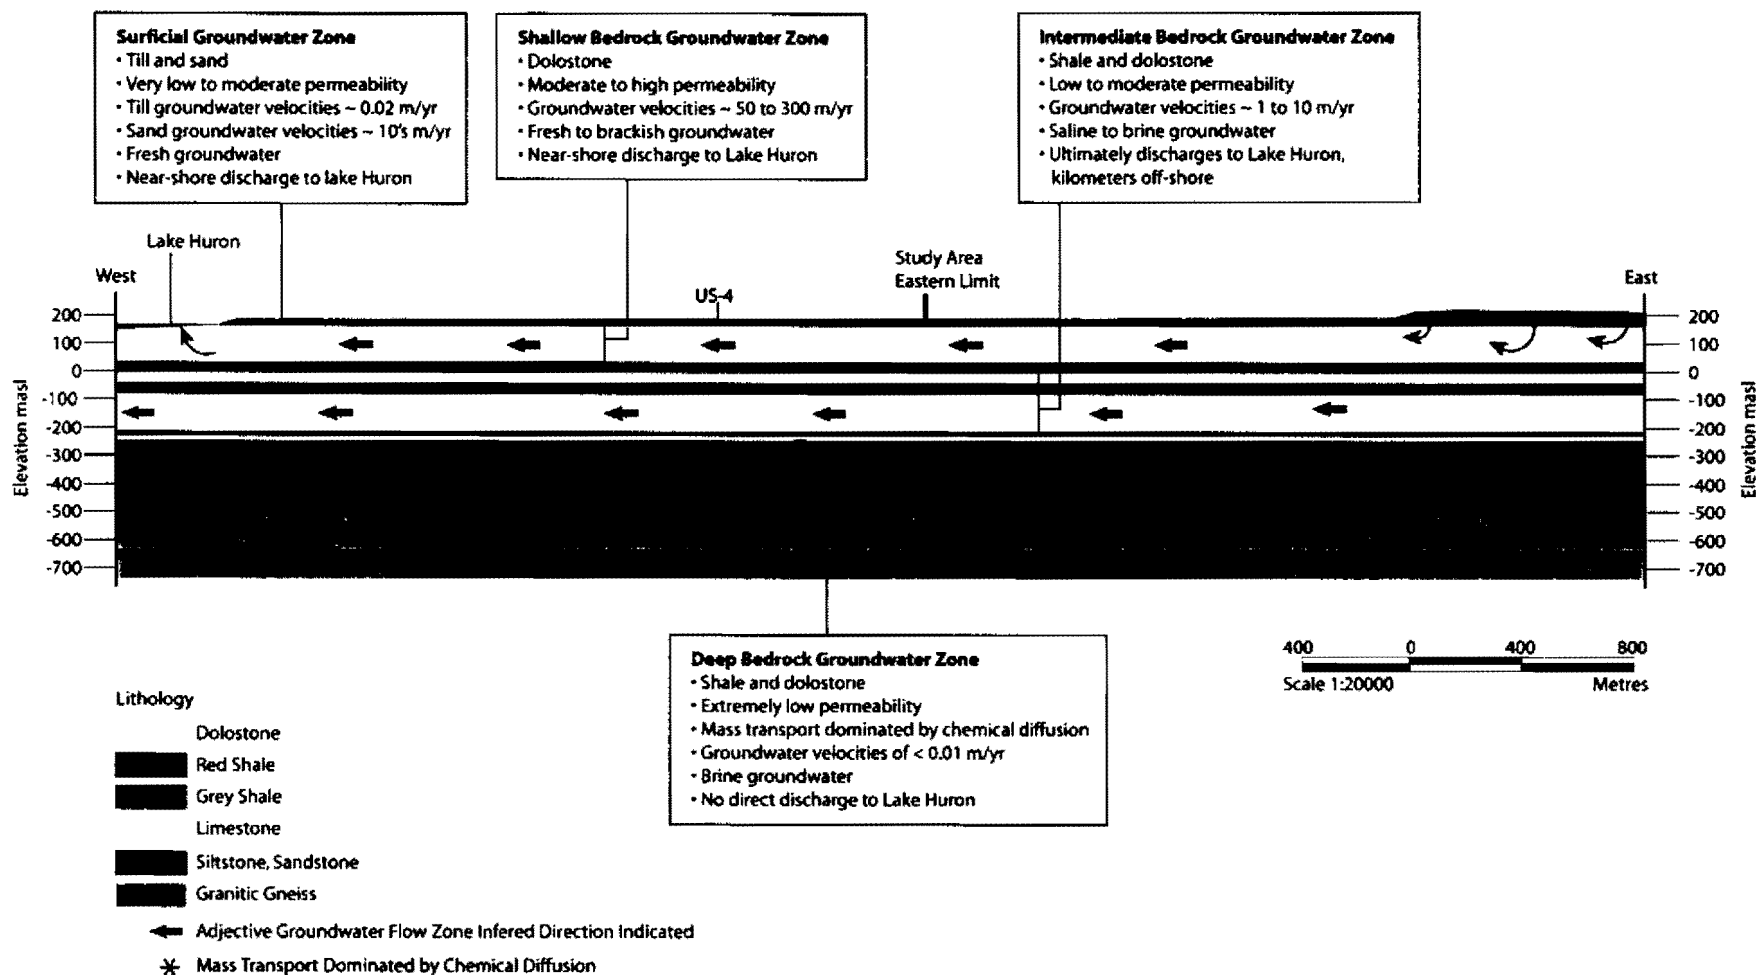 Surficial Groundwater Zone
• Till and sand
• Very low to moderate permeability
• Till groundwater velocities ~ 0.02 m/yr
• Sand groundwater velocities ~ 10's m/yr
• Fresh groundwater
• Near-shore discharge to lake Huron
Shallow Bedrock Groundwater Zone
• Dolostone
• Moderate to high permeability
• Groundwater velocities ~ 50 to 300 m/yr
• Fresh to brackish groundwater
• Near-shore discharge to Lake Huron
Intermediate Bedrock Groundwater Zone
• Shale and dolostone
• Low to moderate permeability
• Groundwater velocities ~ 1 to 10 m/yr
• Saline to brine groundwater
• Ultimately discharges to Lake Huron,
kilometers off-shore
Lake Huron
West
US-4
Study Area
Eastern Limit
East
Elevation masl
200
100
0
-100
-200
-300
-400
-500
-600
-700
200
100
0
-100
-200
-300
-400
-500
-600
-700
Elevation masl
Deep Bedrock Groundwater Zone
• Shale and dolostone
• Extremely low permeability
• Mass transport dominated by chemical diffusion
• Groundwater velocities of < 0.01 m/yr
• Brine groundwater
• No direct discharge to Lake Huron
400 0 400 800
Scale 1:20000 Metres
Lithology
Dolostone
Red Shale
Grey Shale
Limestone
Siltstone, Sandstone
Granitic Gneiss
Adjective Groundwater Flow Zone Infered Direction Indicated
Mass Transport Dominated by Chemical Diffusion